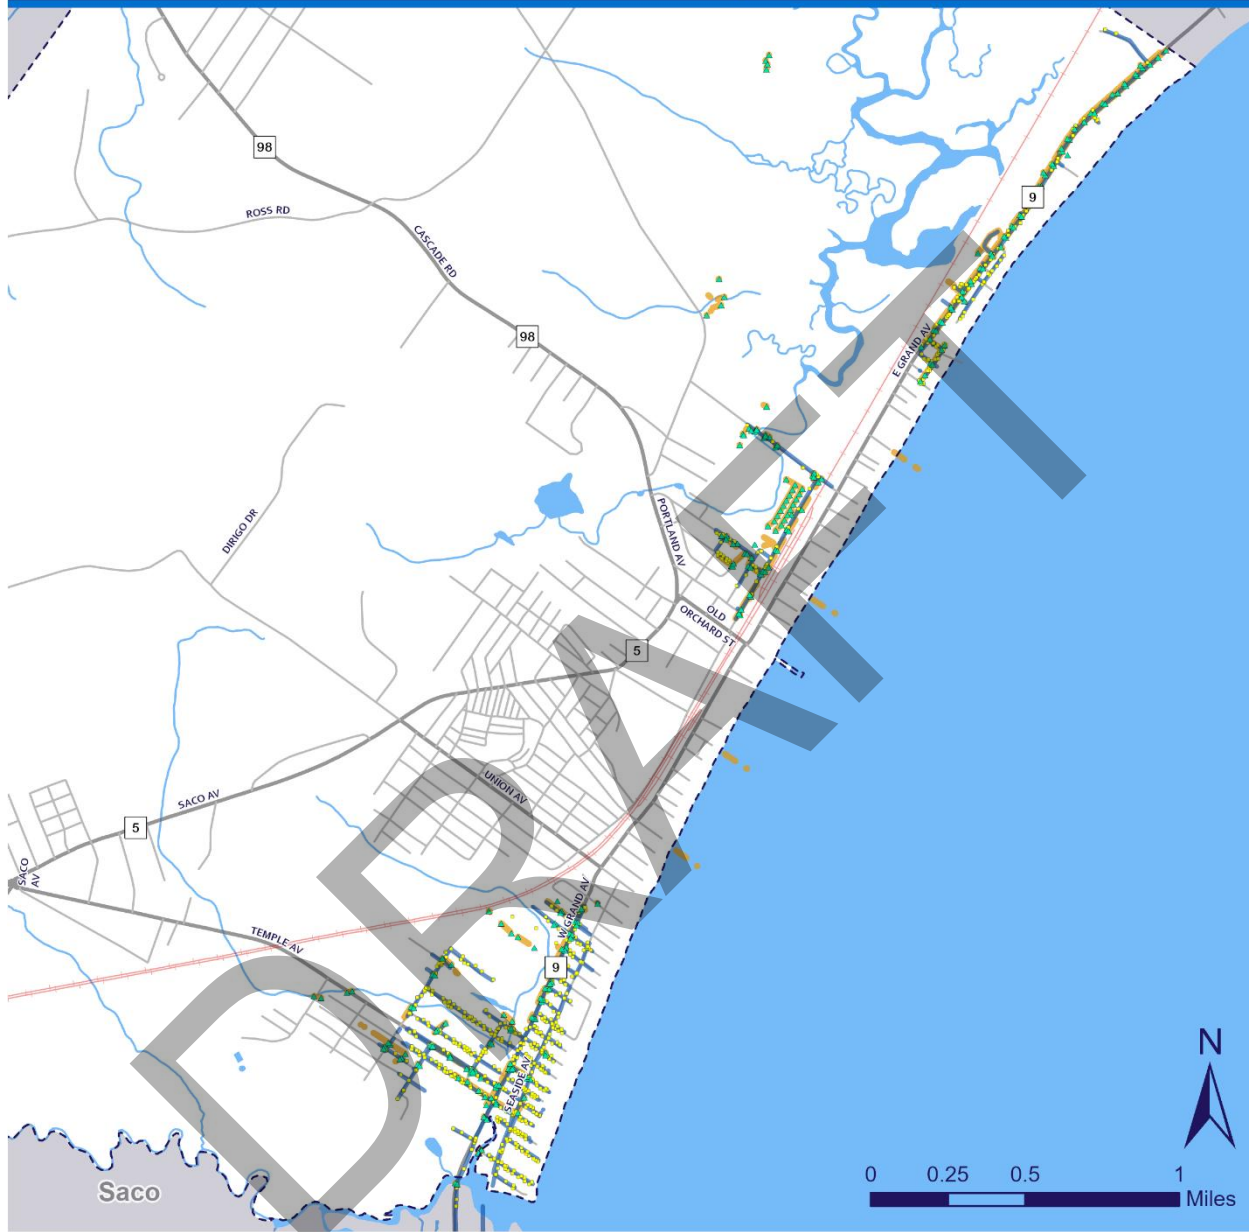 98
9
ROSS RD
CASCADE RD
98
E GRAND AV
DIRIGO DR
PORTLAND AV
OLD
ORCHARD ST
5
UNION AV
SACO AV
5
SACO
AV
W GRAND AV
TEMPLE AV
9
SEASIDE AV
DRAFT
Saco
N
0 0.25 0.5 1
Miles